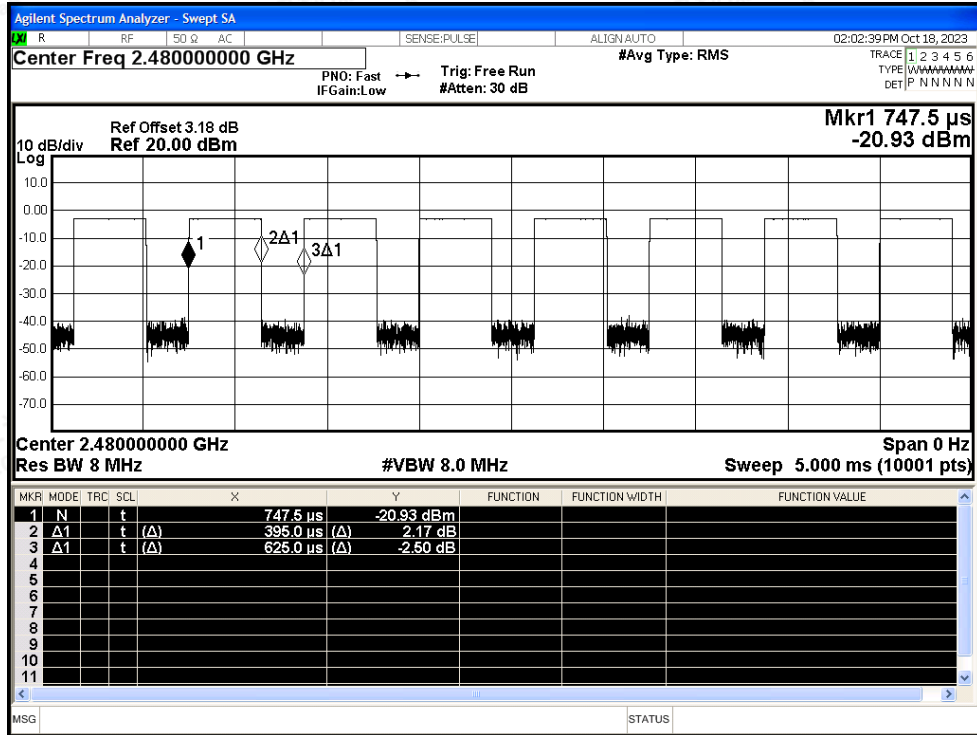 Agilent Spectrum Analyzer - Swept SA
LXI R RF 50 Ω AC SENSE:PULSE ALIGN AUTO 02:02:39 PM Oct 18, 2023
Center Freq 2.480000000 GHz
PNO: Fast
IFGain:Low
Trig: Free Run
#Atten: 30 dB
#Avg Type: RMS
TRACE 1 2 3 4 5 6
TYPE W
DET P N N N N N
Mkr1 747.5 µs
-20.93 dBm
Ref Offset 3.18 dB
10 dB/div Ref 20.00 dBm
Log
10.0
0.00
-10.0
-20.0
-30.0
-40.0
-50.0
-60.0
-70.0
1
2Δ1
3Δ1
Center 2.480000000 GHz Span 0 Hz
Res BW 8 MHz #VBW 8.0 MHz Sweep 5.000 ms (10001 pts)
MKR MODE TRC SCL X Y FUNCTION FUNCTION WIDTH FUNCTION VALUE
1 N t 747.5 µs -20.93 dBm
2 Δ1 t (Δ) 395.0 µs (Δ) 2.17 dB
3 Δ1 t (Δ) 625.0 µs (Δ) -2.50 dB
4
5
6
7
8
9
10
11
MSG STATUS